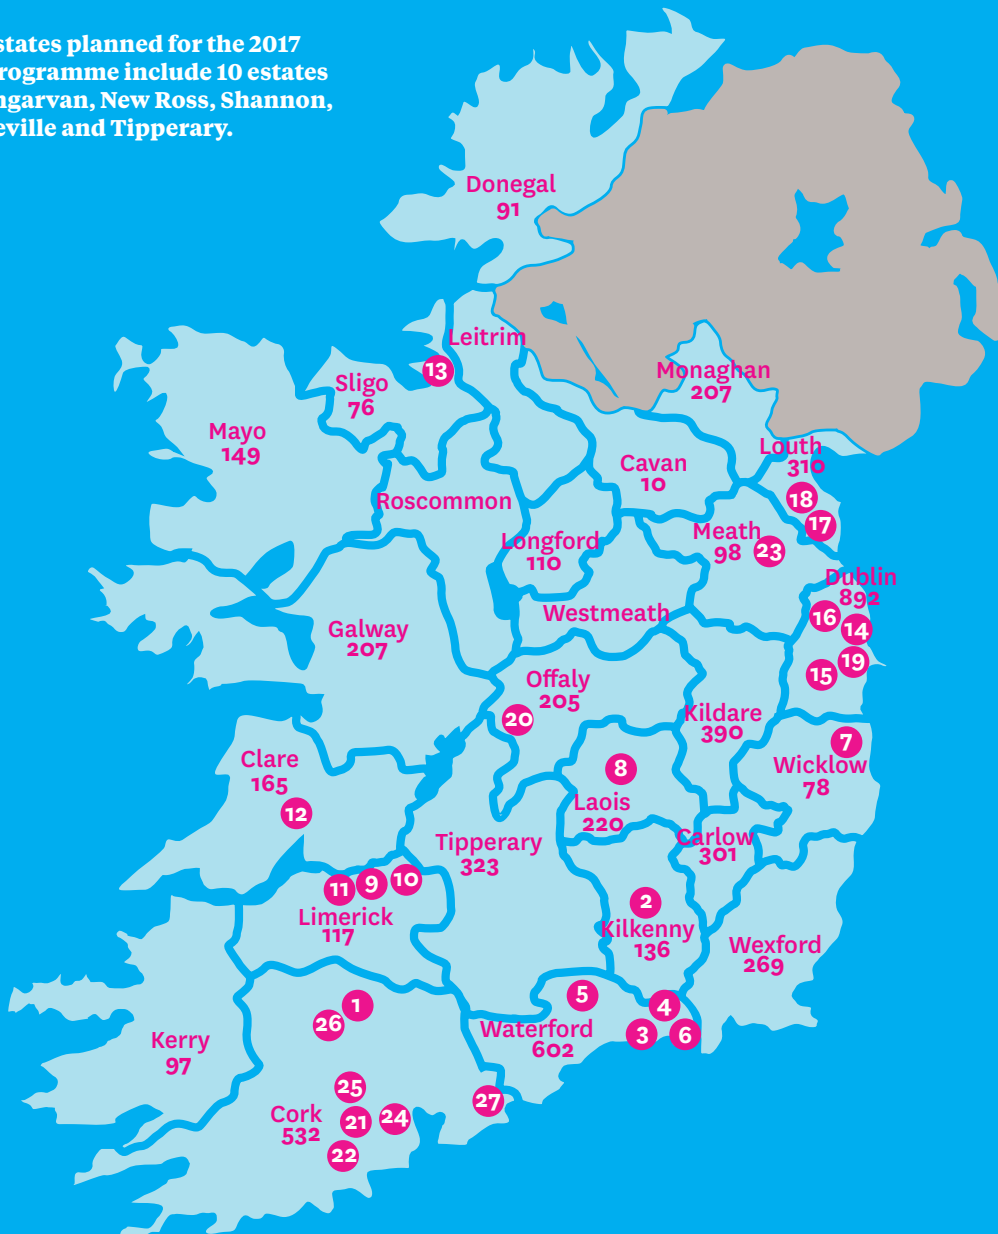 states planned for the 2017
rogramme include 10 estates
ngarvan, New Ross, Shannon,
eville and Tipperary.
Donegal
91
Leitrim
13
Sligo
76
Monaghan
207
Mayo
149
Louth
310
Cavan
10
18
Roscommon
17
Meath
98
23
Longford
110
Dublin
892
Westmeath
16
14
Galway
207
19
15
Offaly
205
20
Kildare
390
7
Clare
165
8
Wicklow
78
12
Laois
220
Tipperary
323
Carlow
301
11
9
10
Limerick
117
2
Kilkenny
136
Wexford
269
5
1
4
26
Waterford
602
3
6
Kerry
97
25
27
Cork
532
21
24
22